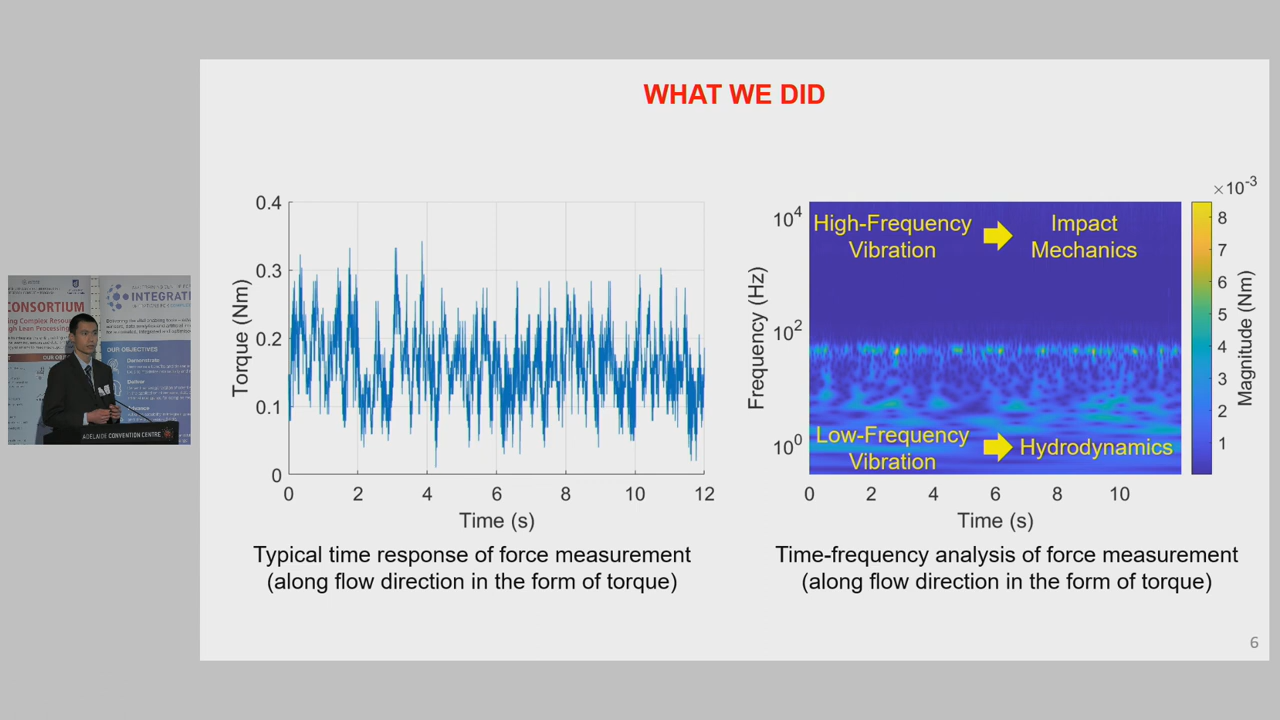 WHAT WE DID
0.4
0.3
0.2
0.1
0
0
2
4
6
8
10
12
Torque (Nm)
Time (s)
Typical time response of force measurement
(along flow direction in the form of torque)
×10⁻³
8
7
6
5
4
3
2
1
Magnitude (Nm)
10⁴
10²
10⁰
Frequency (Hz)
High-Frequency
Vibration
Impact
Mechanics
Low-Frequency
Vibration
Hydrodynamics
0
2
4
6
8
10
Time (s)
Time-frequency analysis of force measurement
(along flow direction in the form of torque)
6
CONSORTIUM
INTEGRAT
OUR OBJECTIVES
Demonstrate
Deliver
ADELAIDE CONVENTION CENTRE